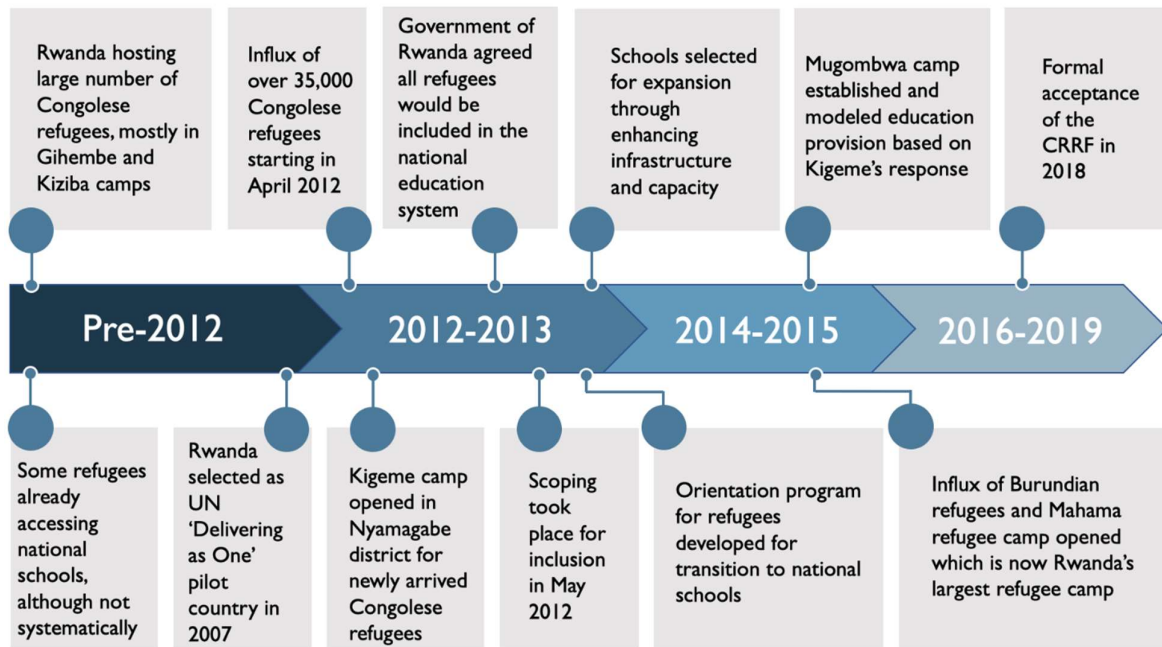 Rwanda hosting
large number of
Congolese
refugees, mostly in
Gihembe and
Kiziba camps
Influx of
over 35,000
Congolese
refugees
starting in
April 2012
Government of
Rwanda agreed
all refugees
would be
included in the
national
education
system
Schools selected
for expansion
through
enhancing
infrastructure
and capacity
Mugombwa camp
established and
modeled education
provision based on
Kigeme's response
Formal
acceptance
of the
CRRF in
2018
Pre-2012
2012-2013
2014-2015
2016-2019
Some refugees
already
accessing
national
schools,
although not
systematically
Rwanda
selected as
UN
'Delivering
as One'
pilot
country in
2007
Kigeme camp
opened in
Nyamagabe
district for
newly arrived
Congolese
refugees
Scoping
took
place for
inclusion
in May
2012
Orientation program
for refugees
developed for
transition to national
schools
Influx of Burundian
refugees and Mahama
refugee camp opened
which is now Rwanda's
largest refugee camp